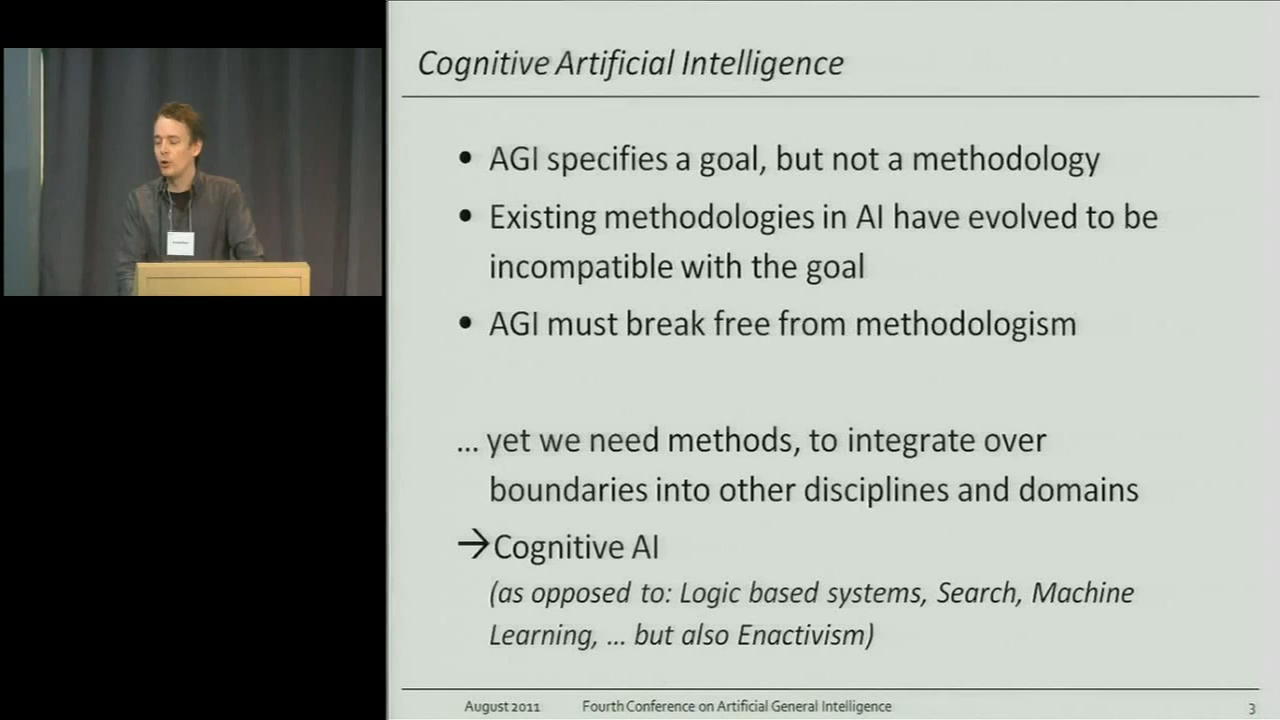 Cognitive Artificial Intelligence
• AGI specifies a goal, but not a methodology
• Existing methodologies in AI have evolved to be
incompatible with the goal
• AGI must break free from methodologism
... yet we need methods, to integrate over
boundaries into other disciplines and domains
→Cognitive AI
(as opposed to: Logic based systems, Search, Machine
Learning, ... but also Enactivism)
August 2011 Fourth Conference on Artificial General Intelligence 3